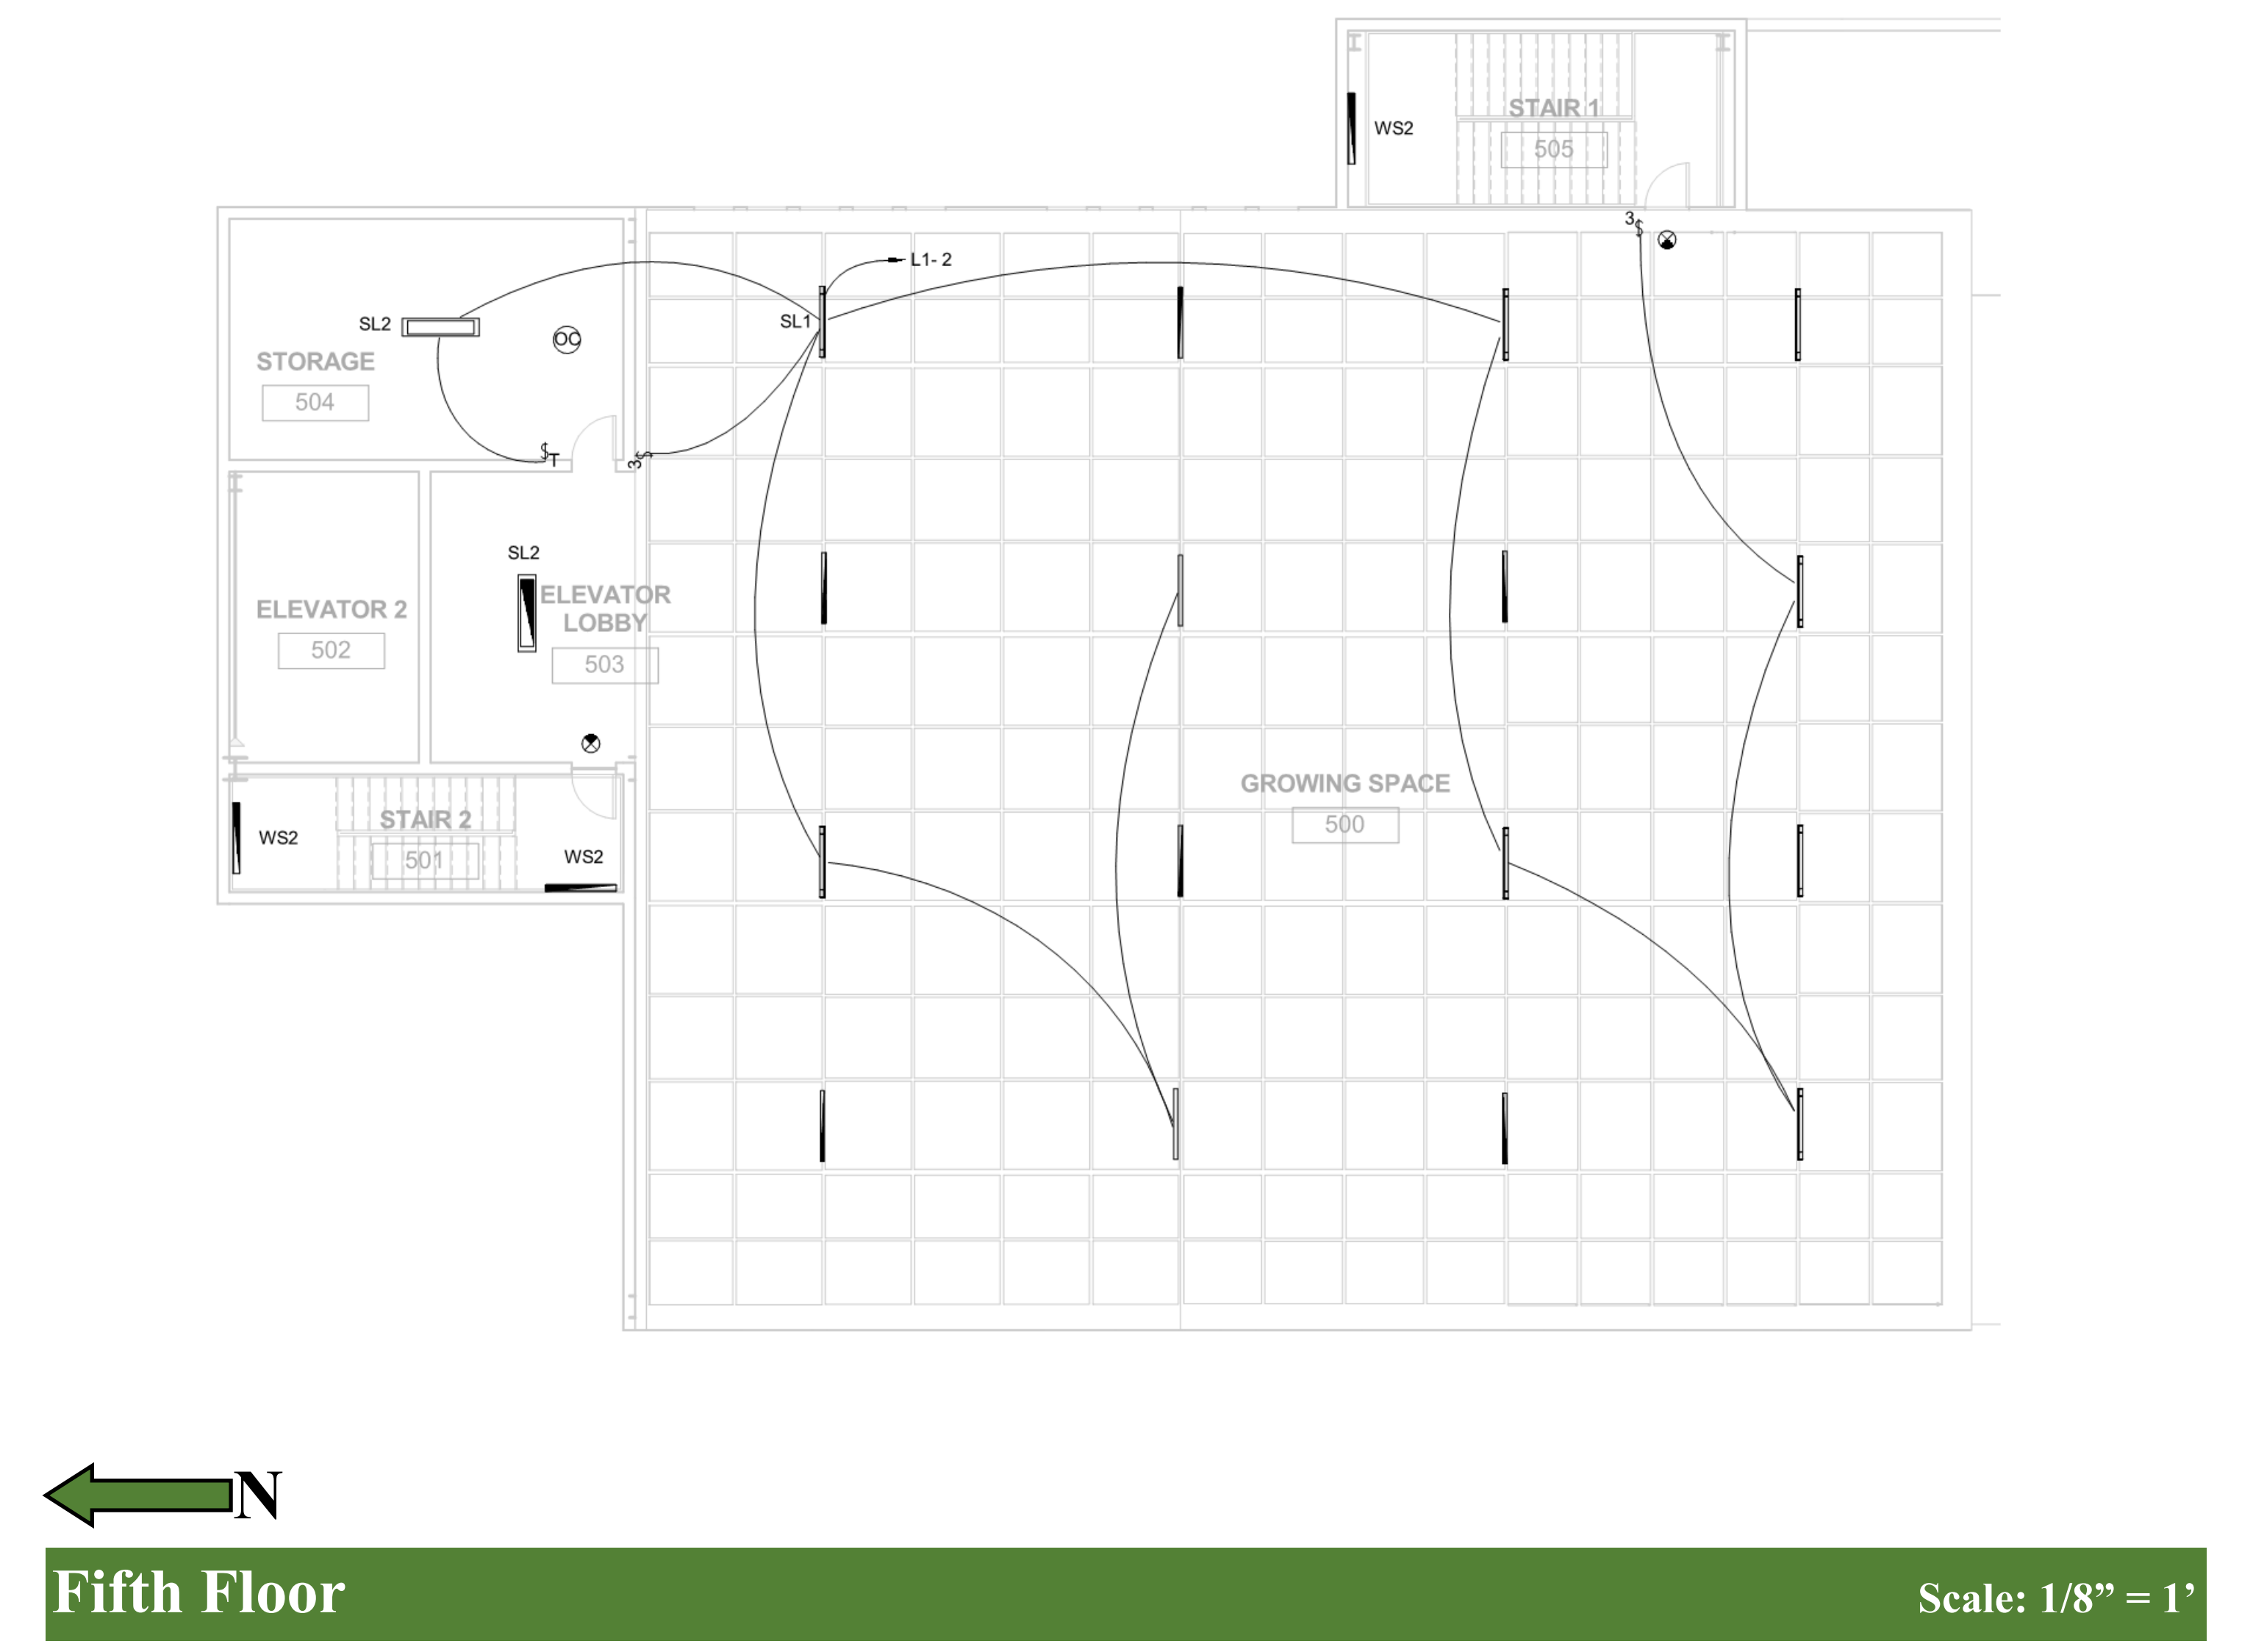 STAIR 1
WS2
505
3$
L1- 2
SL2
SL1
OC
STORAGE
504
$T
3$
SL2
ELEVATOR
LOBBY
503
ELEVATOR 2
502
GROWING SPACE
500
STAIR 2
501
WS2
WS2
N
Fifth Floor
Scale: 1/8” = 1’